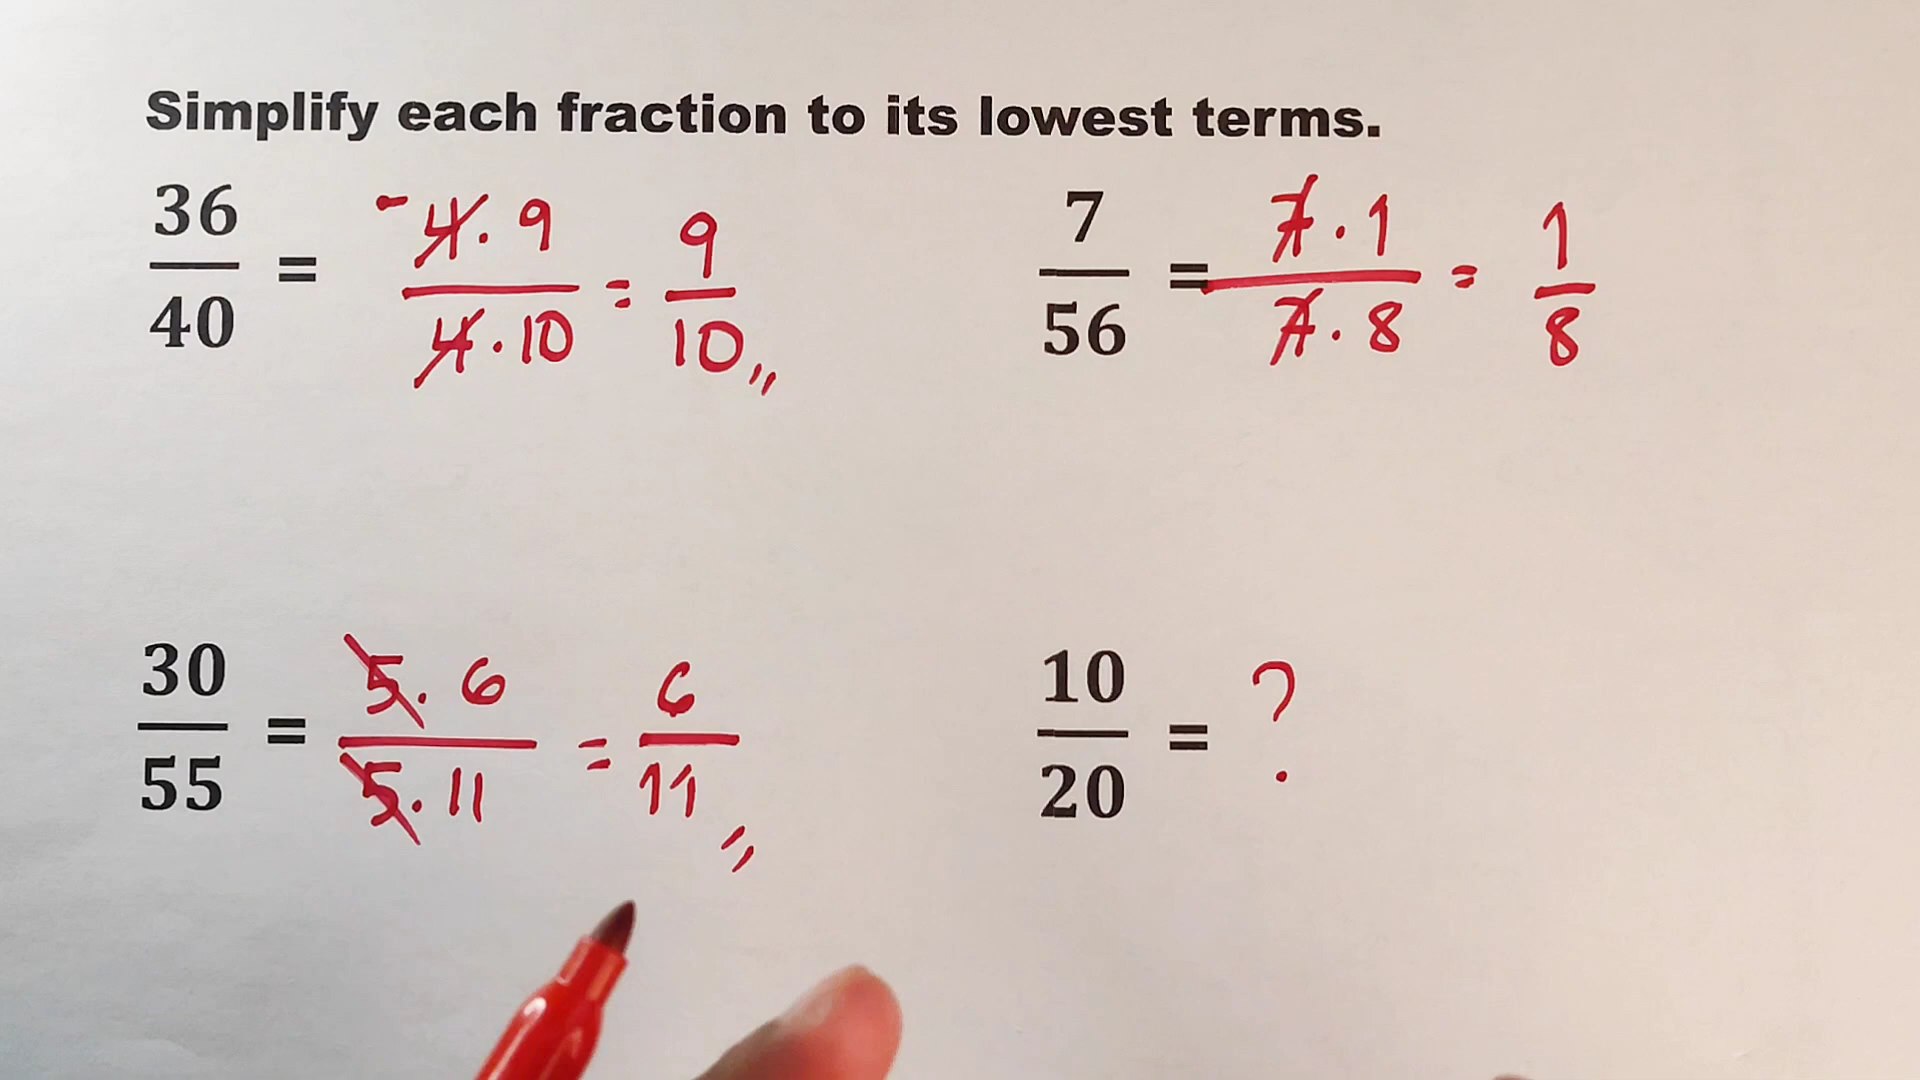 Simplify each fraction to its lowest terms.
36/40 = 4·9/4·10 = 9/10 〃
7/56 = 7·1/7·8 = 1/8
30/55 = 5·6/5·11 = 6/11 〃
10/20 = ?